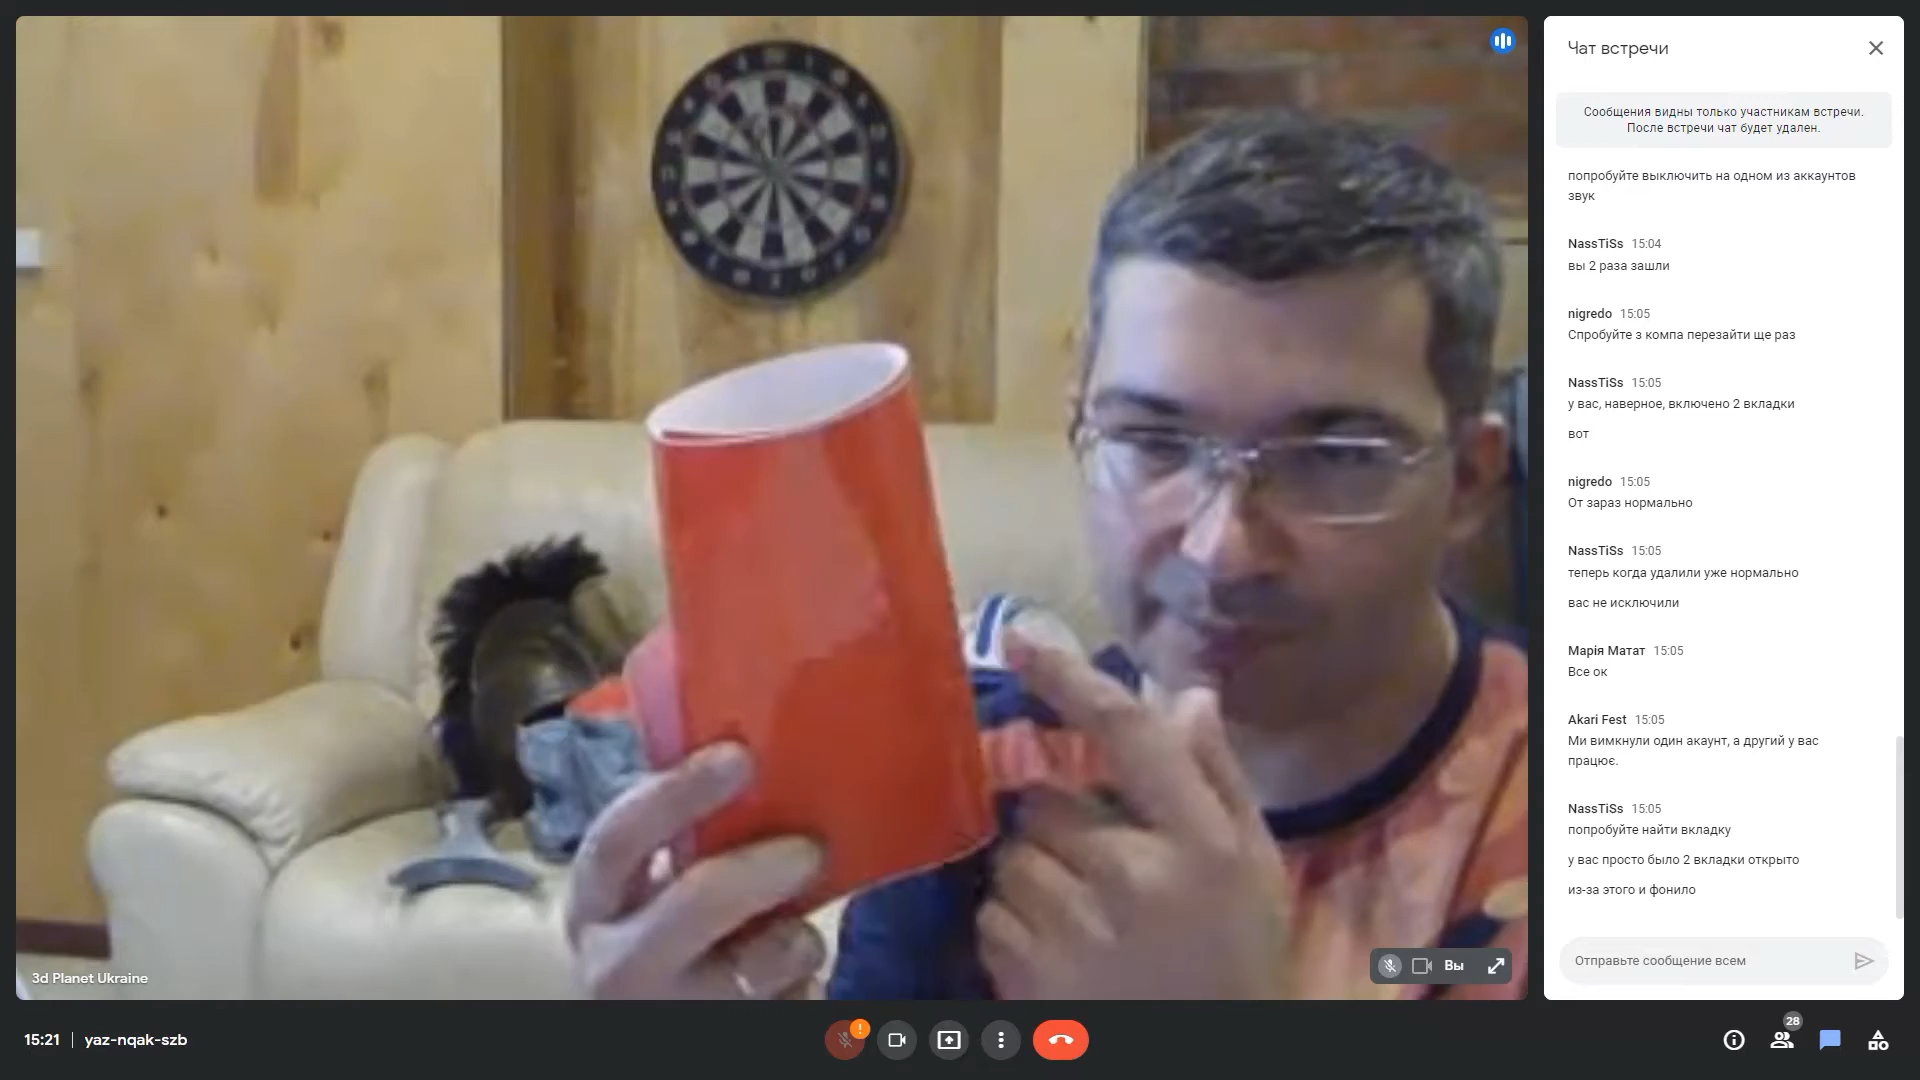 Чат встречи
Сообщения видны только участникам встречи.
После встречи чат будет удален.
попробуйте выключить на одном из аккаунтов
звук
NassTiSs 15:04
вы 2 раза зашли
nigredo 15:05
Спробуйте з компа перезайти ще раз
NassTiSs 15:05
у вас, наверное, включено 2 вкладки
вот
nigredo 15:05
От зараз нормально
NassTiSs 15:05
теперь когда удалили уже нормально
вас не исключили
Марія Матат 15:05
Все ок
Akari Fest 15:05
Ми вимкнули один акаунт, а другий у вас
працює.
NassTiSs 15:05
попробуйте найти вкладку
у вас просто было 2 вкладки открыто
из-за этого и фонило
Отправьте сообщение всем
3d Planet Ukraine
Вы
15:21 | yaz-nqak-szb
28